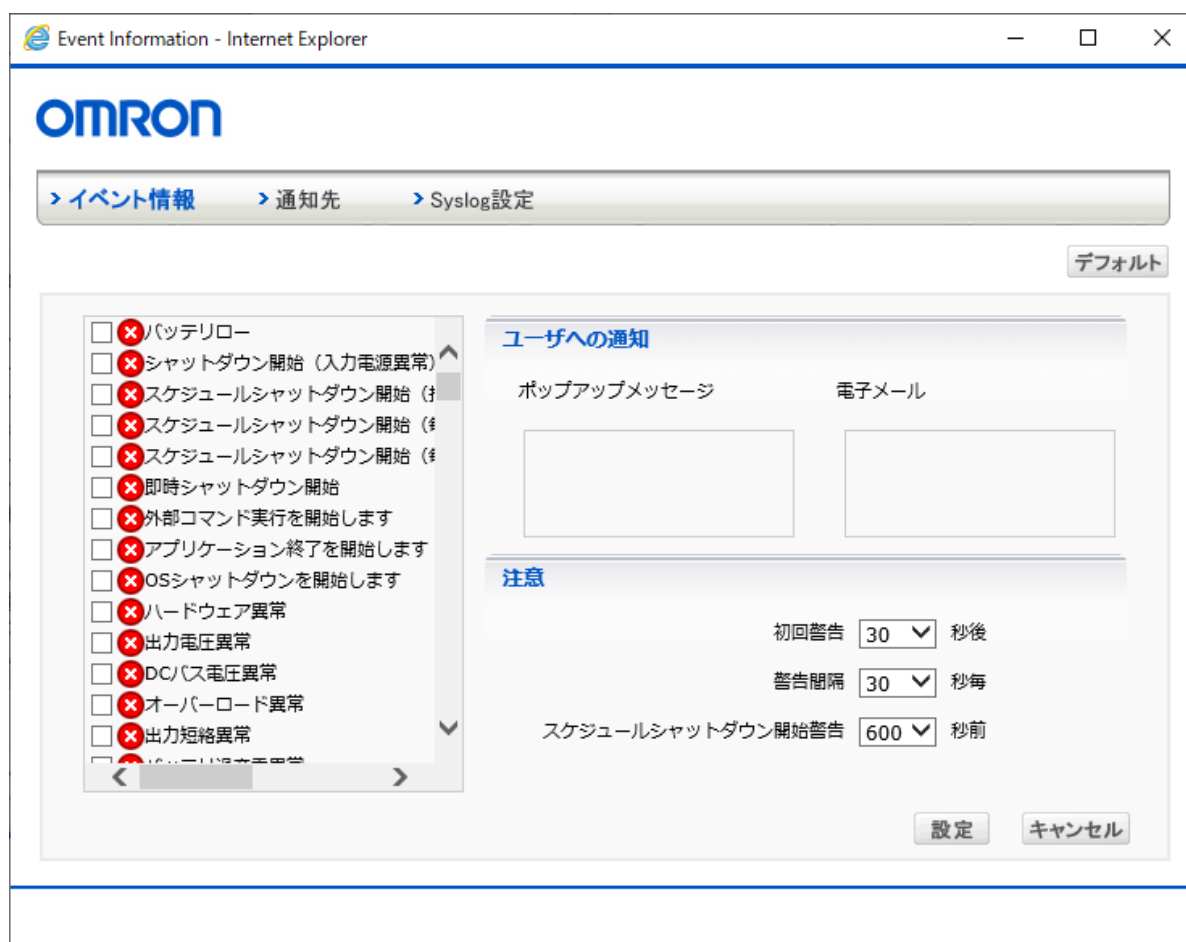 Event Information - Internet Explorer
OMRON
イベント情報
通知先
Syslog設定
デフォルト
バッテリロー
シャットダウン開始（入力電源異常）
スケジュールシャットダウン開始（
スケジュールシャットダウン開始（
スケジュールシャットダウン開始（
即時シャットダウン開始
外部コマンド実行を開始します
アプリケーション終了を開始します
OSシャットダウンを開始します
ハードウェア異常
出力電圧異常
DCバス電圧異常
オーバーロード異常
出力短絡異常
ユーザへの通知
ポップアップメッセージ
電子メール
注意
初回警告 30 秒後
警告間隔 30 秒毎
スケジュールシャットダウン開始警告 600 秒前
設定
キャンセル